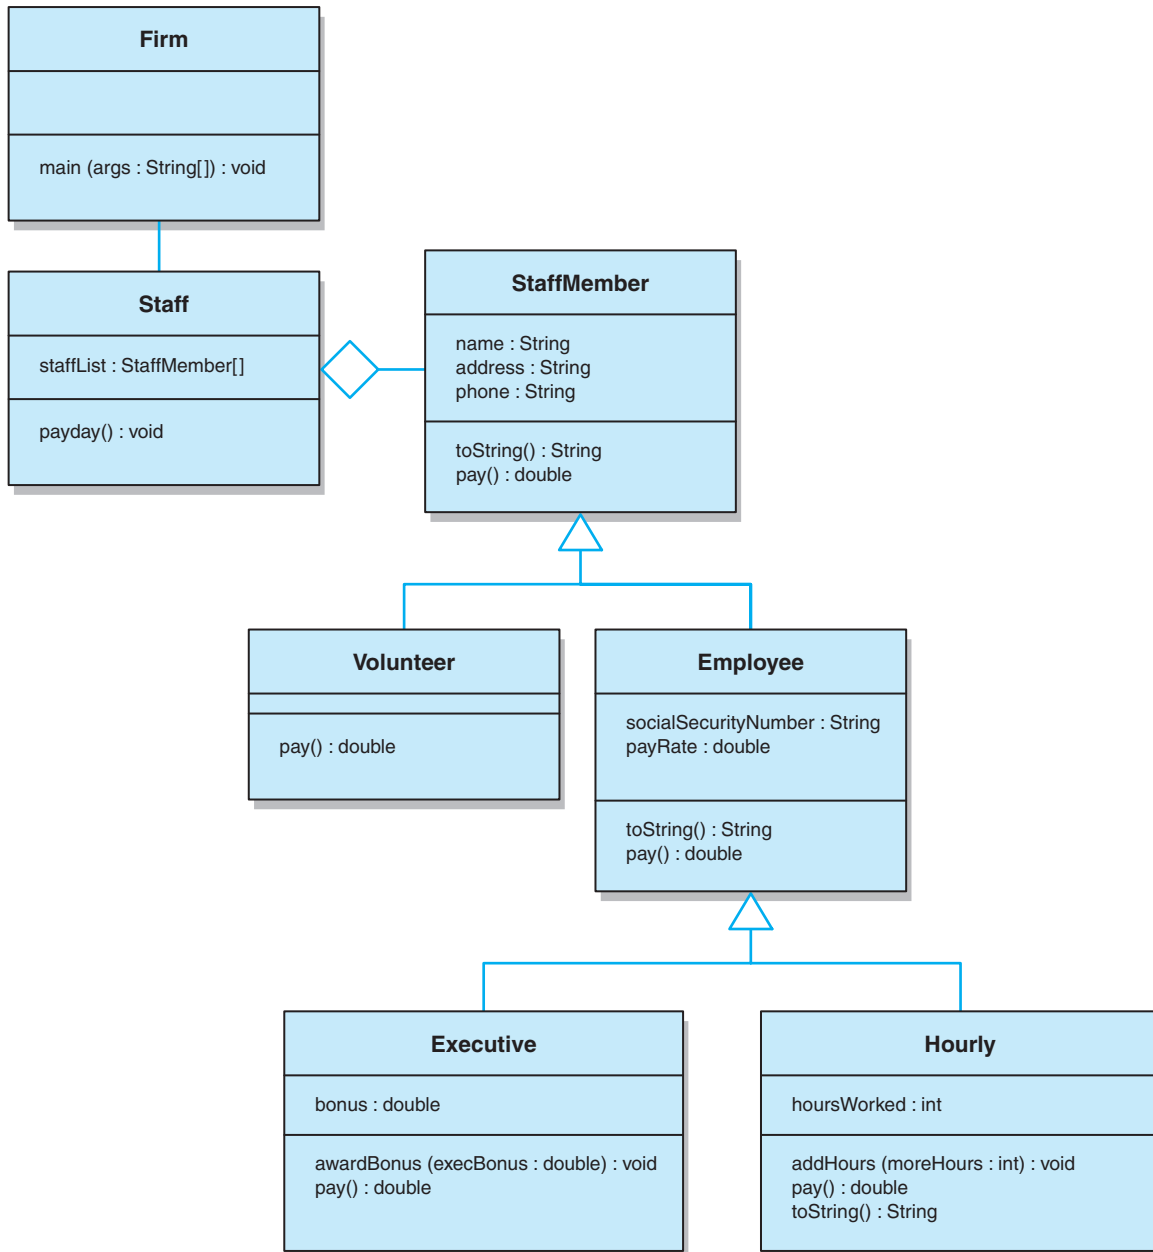 Firm
main (args : String[]) : void
Staff
staffList : StaffMember[]
payday() : void
StaffMember
name : String
address : String
phone : String
toString() : String
pay() : double
Volunteer
pay() : double
Employee
socialSecurityNumber : String
payRate : double
toString() : String
pay() : double
Executive
bonus : double
awardBonus (execBonus : double) : void
pay() : double
Hourly
hoursWorked : int
addHours (moreHours : int) : void
pay() : double
toString() : String